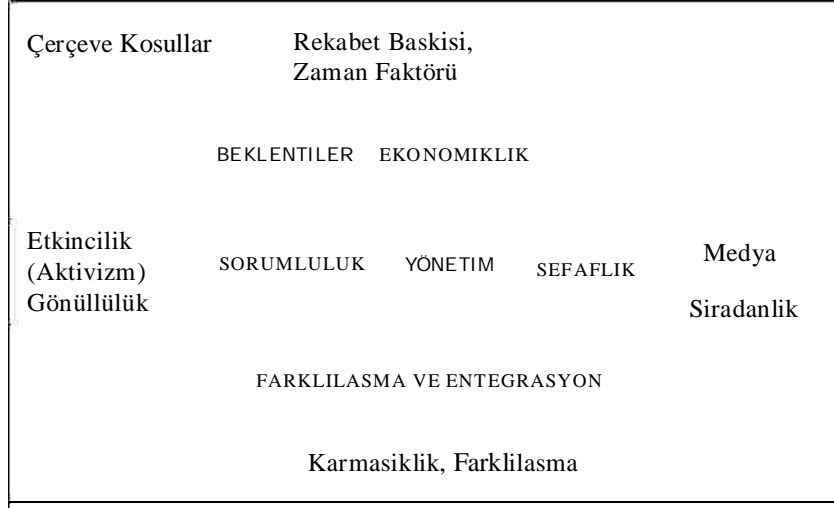 Çerçeve Kosullar
Rekabet Baskisi,
Zaman Faktörü
BEKLENTILER EKONOMIKLIK
Etkincilik
(Aktivizm)
Gönüllülük
SORUMLULUK YÖNETIM SEFAFLIK
Medya
Siradanlik
FARKLILASMA VE ENTEGRASYON
Karmasiklik, Farklilasma